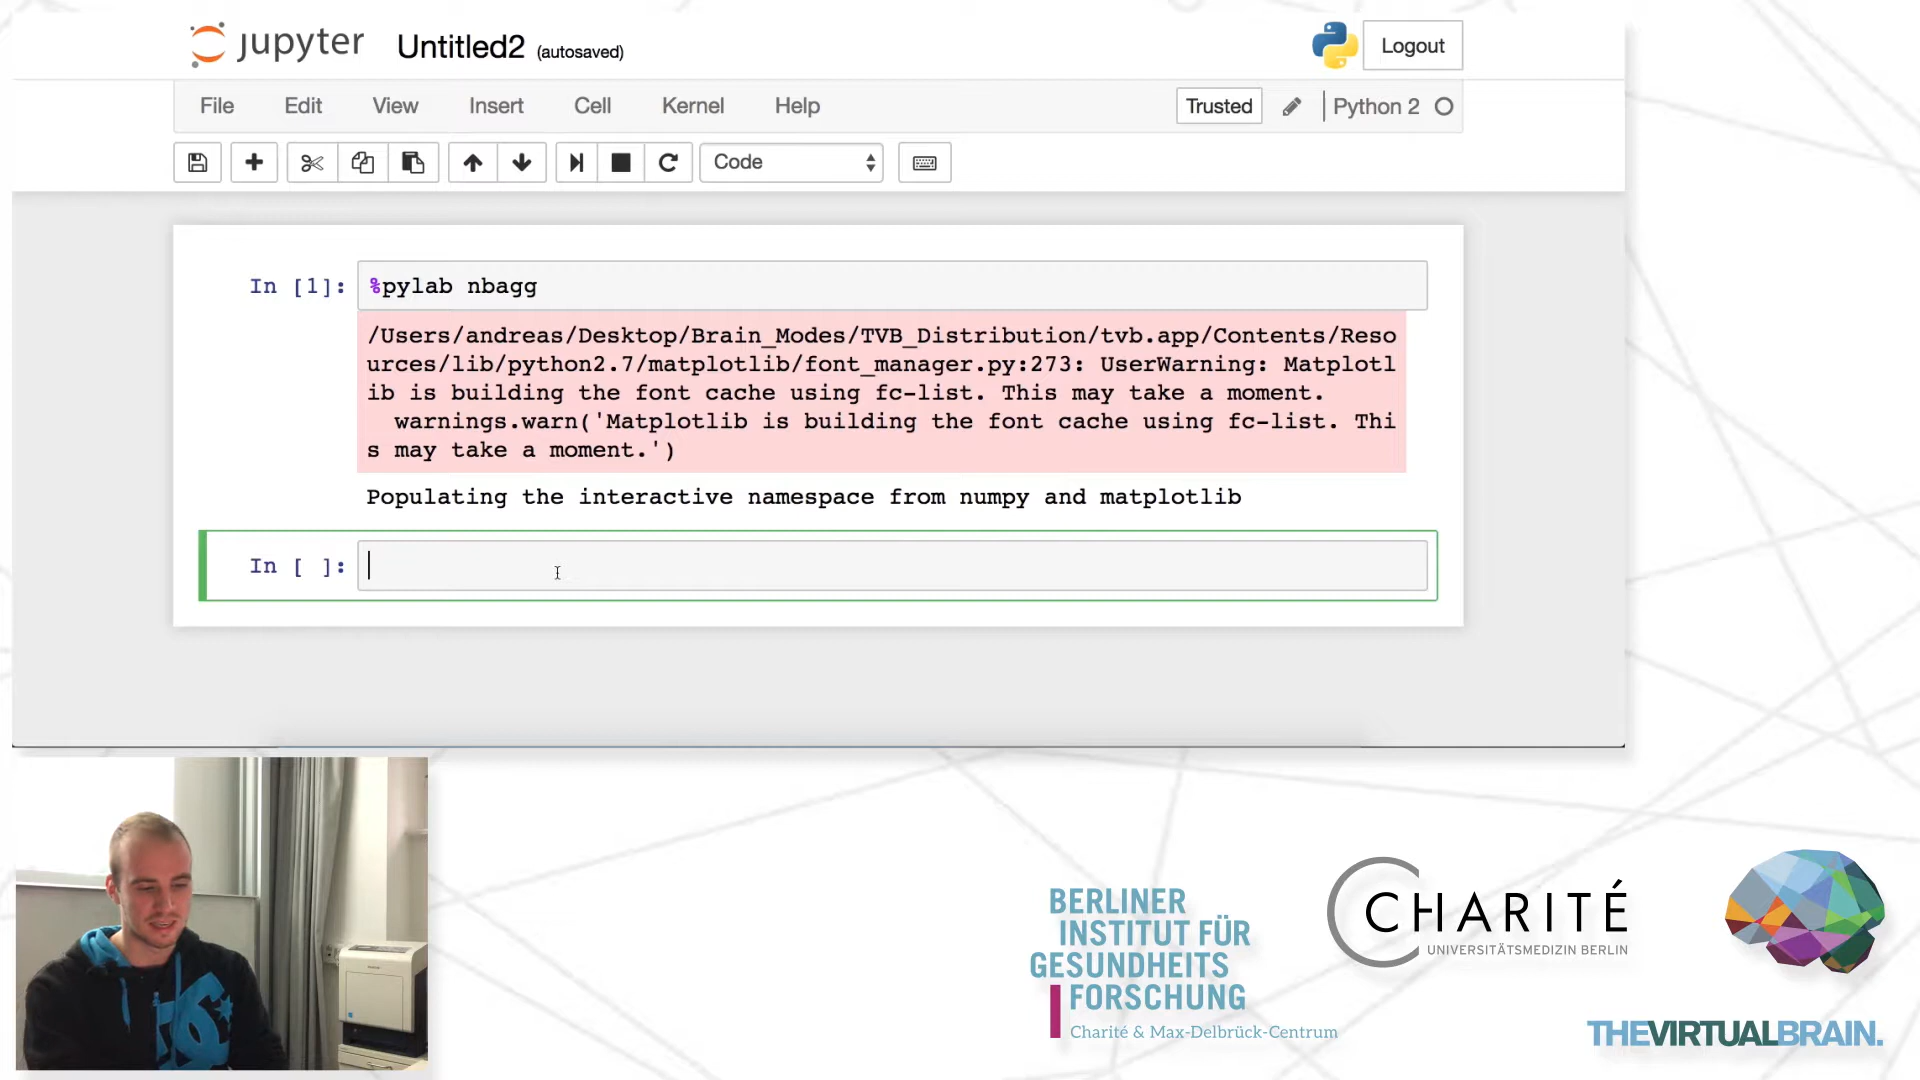 jupyter Untitled2 (autosaved) Logout
File Edit View Insert Cell Kernel Help Trusted Python 2
Code
In [1]: %pylab nbagg
/Users/andreas/Desktop/Brain_Modes/TVB_Distribution/tvb.app/Contents/Reso
urces/lib/python2.7/matplotlib/font_manager.py:273: UserWarning: Matplotl
ib is building the font cache using fc-list. This may take a moment.
warnings.warn('Matplotlib is building the font cache using fc-list. Thi
s may take a moment.')
Populating the interactive namespace from numpy and matplotlib
In [ ]:
BERLINER
INSTITUT FÜR
GESUNDHEITS
FORSCHUNG
Charité & Max-Delbrück-Centrum
CHARITÉ
UNIVERSITÄTSMEDIZIN BERLIN
THEVIRTUALBRAIN.